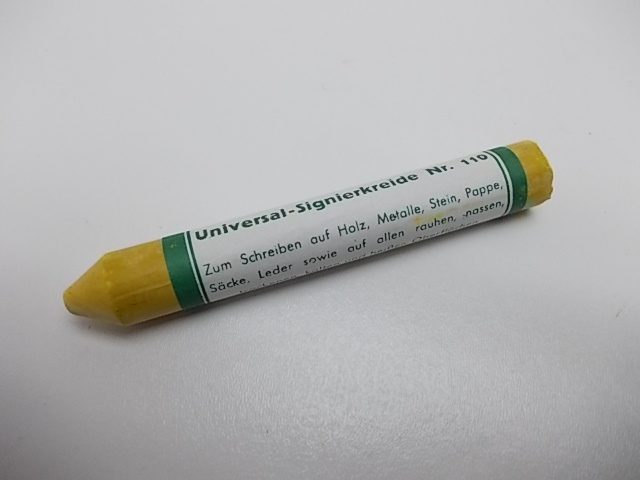 Universal-Signierkreide Nr. 110
Zum Schreiben auf Holz, Metalle, Stein, Pappe,
Säcke, Leder sowie auf allen rauhen, nassen,